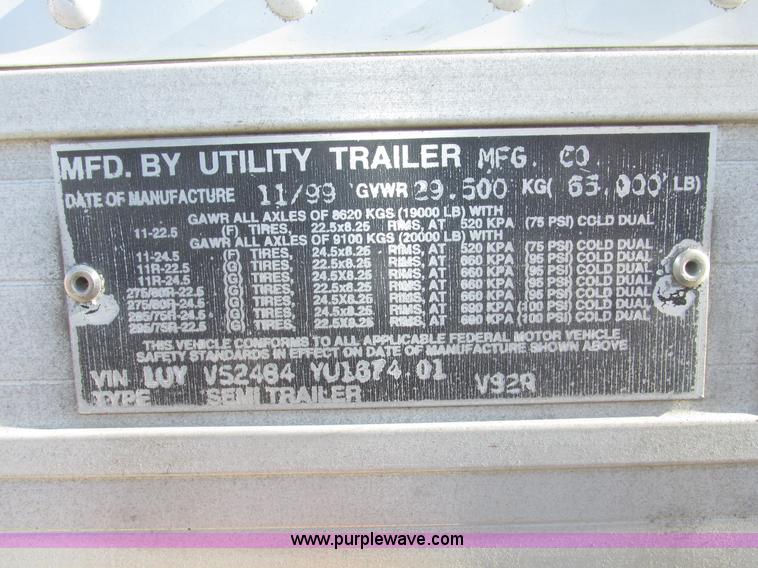 MFD. BY UTILITY TRAILER MFG. CO
DATE OF MANUFACTURE 11/99 GVWR 29.500 KG( 65.000 LB)
GAWR ALL AXLES OF 8620 KGS (19000 LB) WITH
11-22.5 (F) TIRES, 22.5x8.25 RIMS, AT 520 KPA (75 PSI) COLD DUAL
GAWR ALL AXLES OF 9100 KGS (20000 LB) WITH
11-24.5 (F) TIRES, 24.5x8.25 RIMS, AT 520 KPA (75 PSI) COLD DUAL
11R-22.5 (G) TIRES, 22.5x8.25 RIMS, AT 660 KPA (95 PSI) COLD DUAL
11R-24.5 (G) TIRES, 24.5x8.25 RIMS, AT 660 KPA (95 PSI) COLD DUAL
275/80R-22.5 (G) TIRES, 22.5x8.25 RIMS, AT 660 KPA (95 PSI) COLD DUAL
(G) TIRES, 24.5x8.25 RIMS, AT 660 KPA (95 PSI) COLD DUAL
285/75R-24.5 (G) TIRES, 24.5x8.25 RIMS, AT 690 KPA (100 PSI) COLD DUAL
295/75R-22.5 (G) TIRES, 22.5x8.25 RIMS, AT 690 KPA (100 PSI) COLD DUAL
THIS VEHICLE CONFORMS TO ALL APPLICABLE FEDERAL MOTOR VEHICLE
SAFETY STANDARDS IN EFFECT ON DATE OF MANUFACTURE SHOWN ABOVE
VIN 1UY VS2484 01 VS2R
TYPE SEMI TRAILER
www.purplewave.com